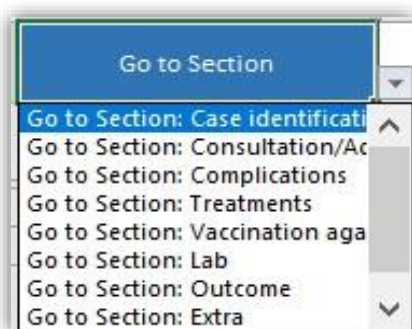 Go to Section
Go to Section: Case identificati
Go to Section: Consultation/Ac
Go to Section: Complications
Go to Section: Treatments
Go to Section: Vaccination aga
Go to Section: Lab
Go to Section: Outcome
Go to Section: Extra